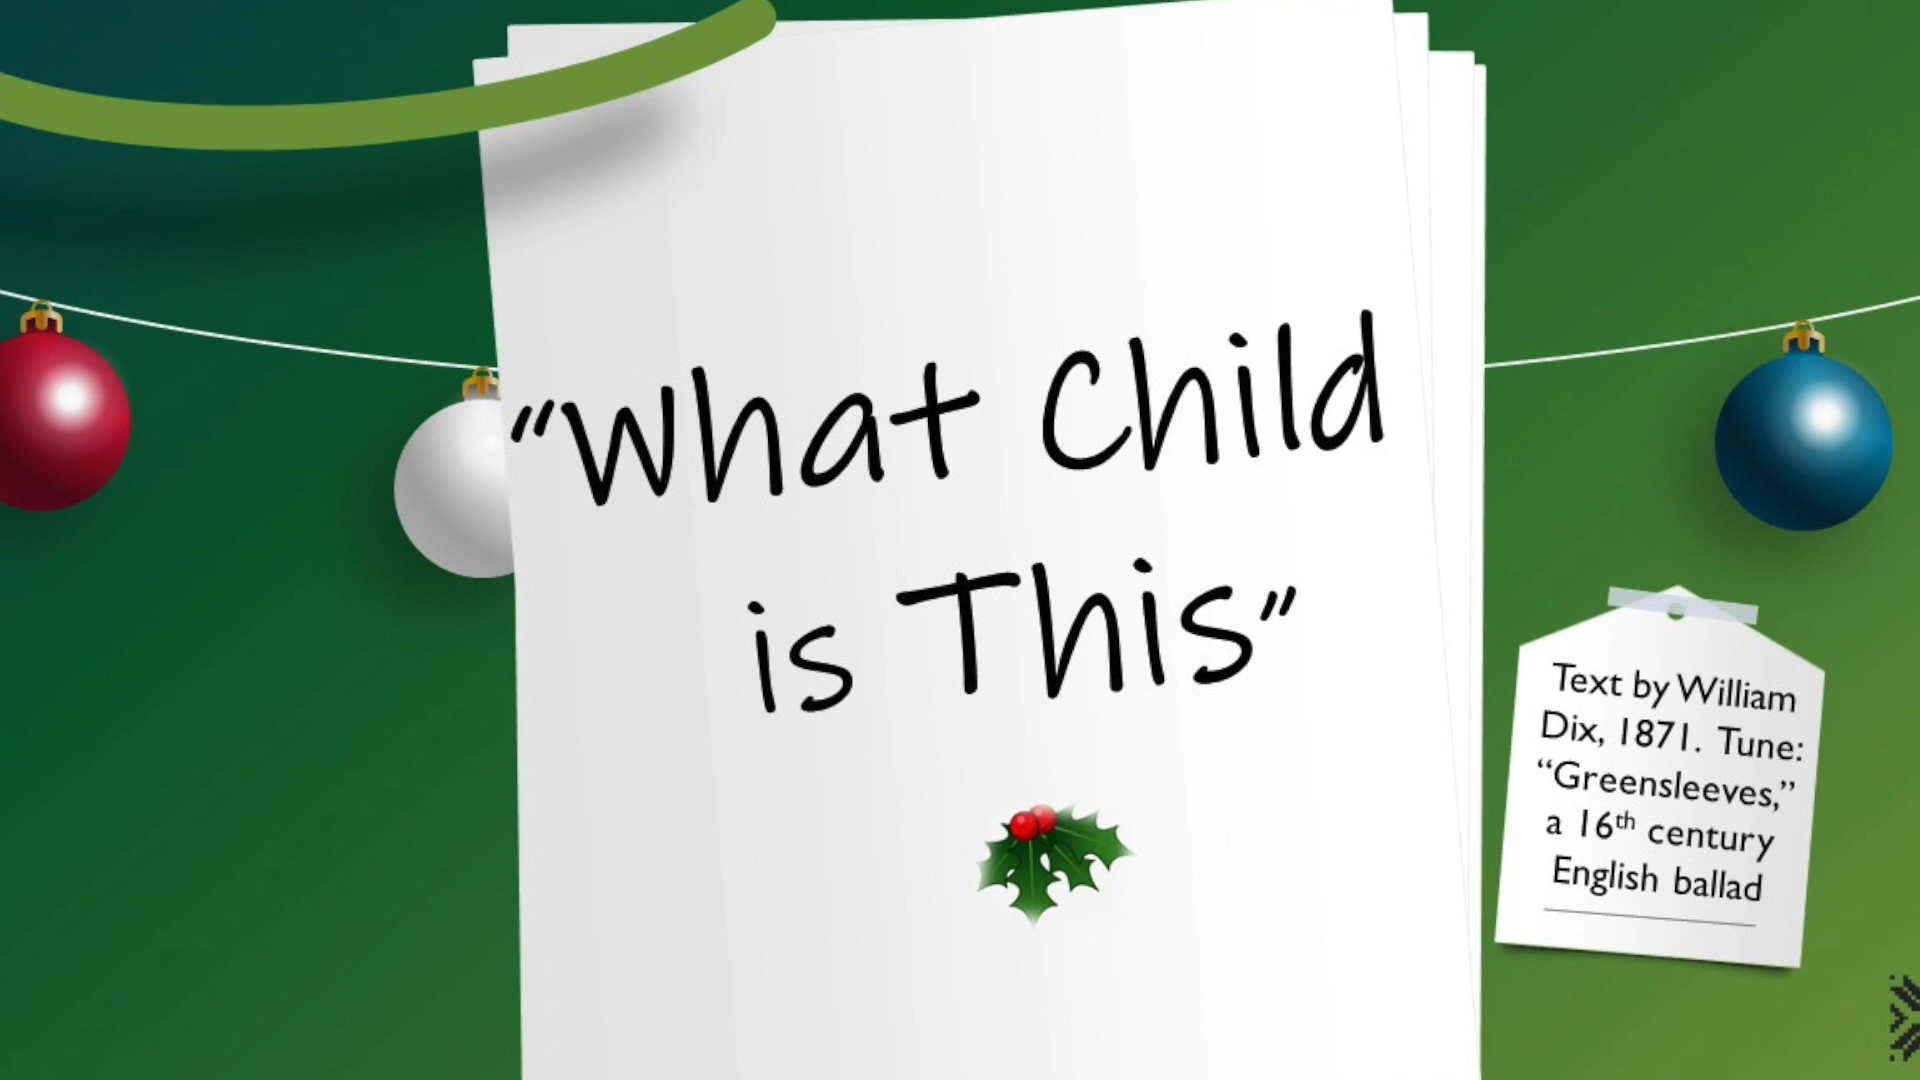 “What Child
is This”
Text by William
Dix, 1871. Tune:
“Greensleeves,”
a 16th century
English ballad